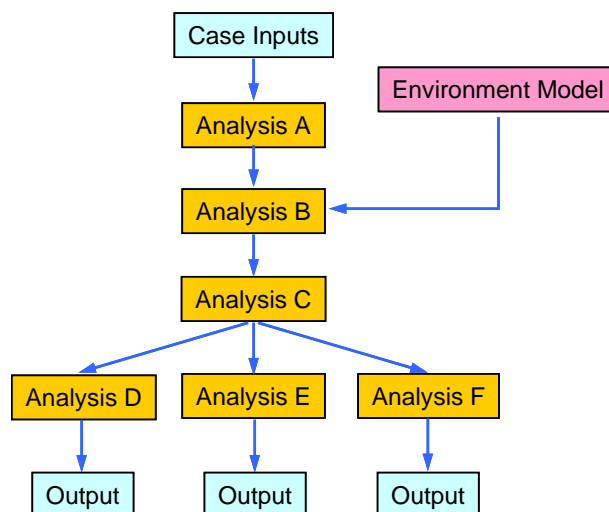 Case Inputs
Environment Model
Analysis A
Analysis B
Analysis C
Analysis D
Analysis E
Analysis F
Output
Output
Output